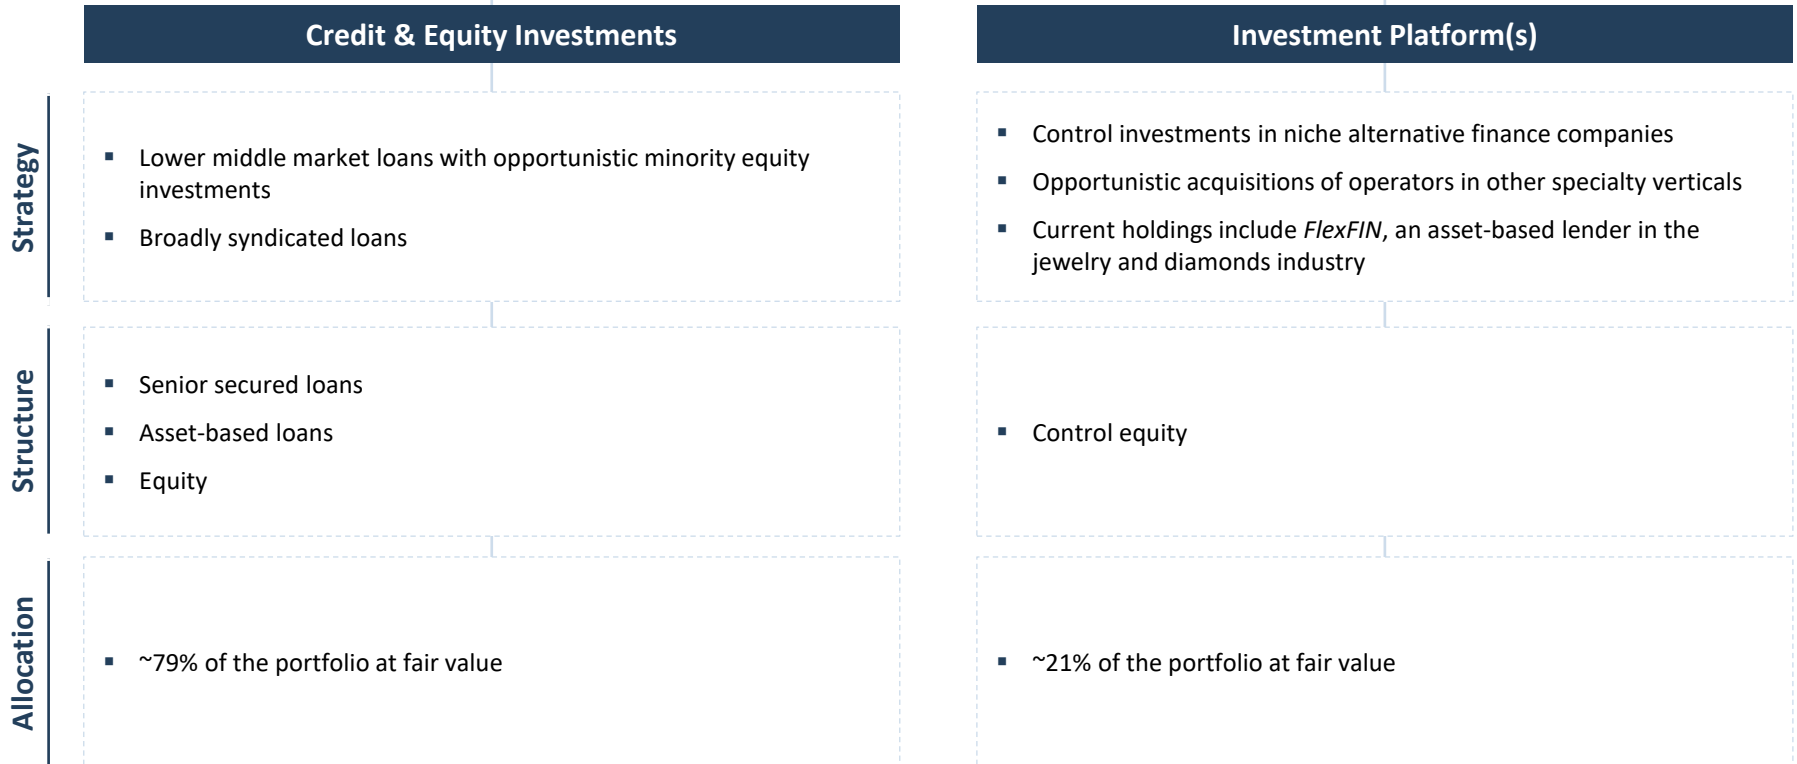 Credit & Equity Investments
Investment Platform(s)
Strategy
▪ Lower middle market loans with opportunistic minority equity
investments
▪ Broadly syndicated loans
▪ Control investments in niche alternative finance companies
▪ Opportunistic acquisitions of operators in other specialty verticals
▪ Current holdings include FlexFIN, an asset-based lender in the
jewelry and diamonds industry
Structure
▪ Senior secured loans
▪ Asset-based loans
▪ Equity
▪ Control equity
Allocation
▪ ~79% of the portfolio at fair value
▪ ~21% of the portfolio at fair value